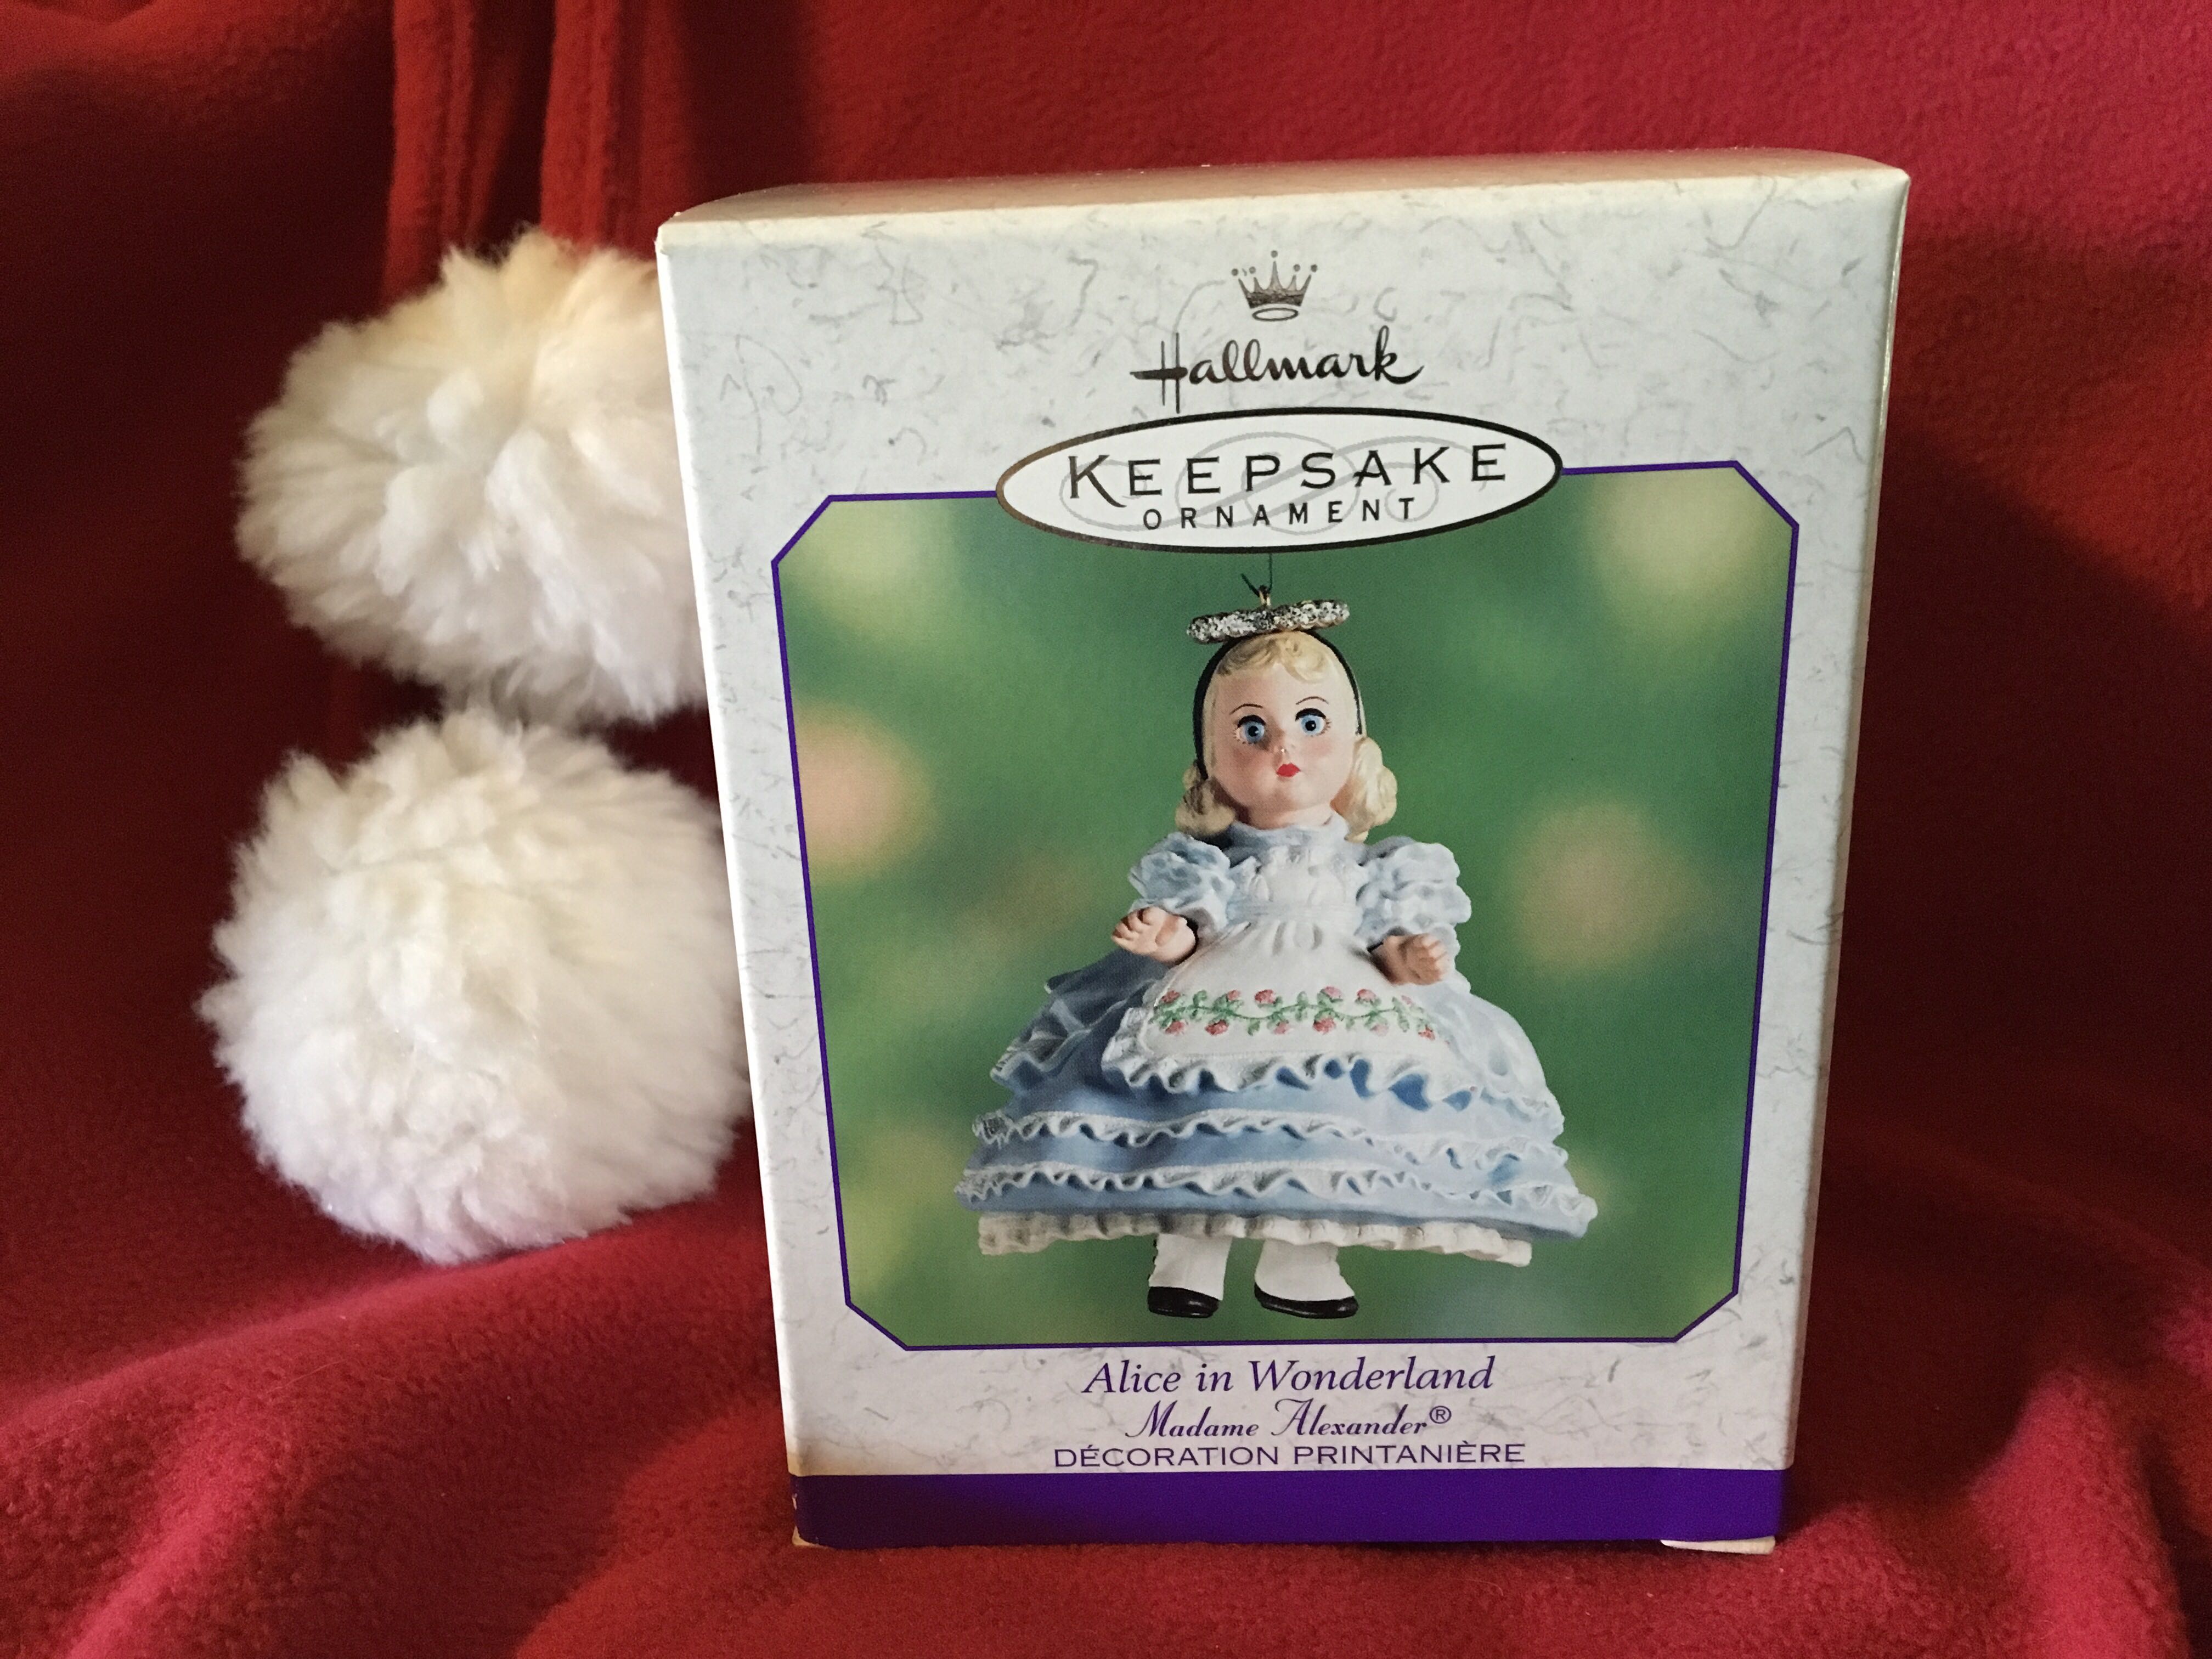 Hallmark
KEEPSAKE
ORNAMENT
Alice in Wonderland
Madame Alexander®
DÉCORATION PRINTANIÈRE